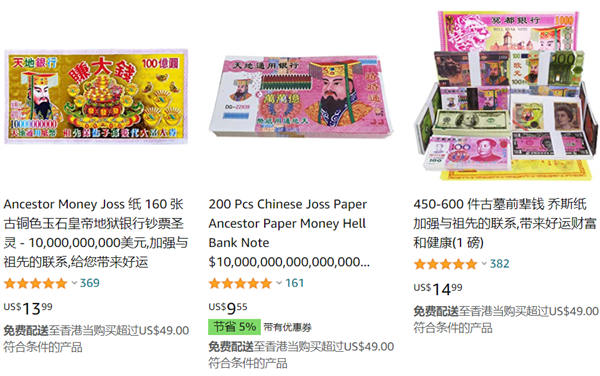 天地銀行
100億圓
賺大錢
天地通用銀行
萬萬億
DG-22839
冥都銀行
HELL BANK NOTE
100
Ancestor Money Joss 纸 160 张
古铜色玉石皇帝地狱银行钞票圣
灵 - 10,000,000,000美元,加强与
祖先的联系,给您带来好运
369
US$13.99
免费配送至香港当购买超过US$49.00
符合条件的产品
200 Pcs Chinese Joss Paper
Ancestor Paper Money Hell
Bank Note
$10,000,000,000,000,000...
161
US$9.55
节省 5% 带有优惠券
免费配送至香港当购买超过US$49.00
符合条件的产品
450-600 件古墓前辈钱 乔斯纸
加强与祖先的联系,带来好运财富
和健康(1 磅)
382
US$14.99
免费配送至香港当购买超过US$49.00
符合条件的产品